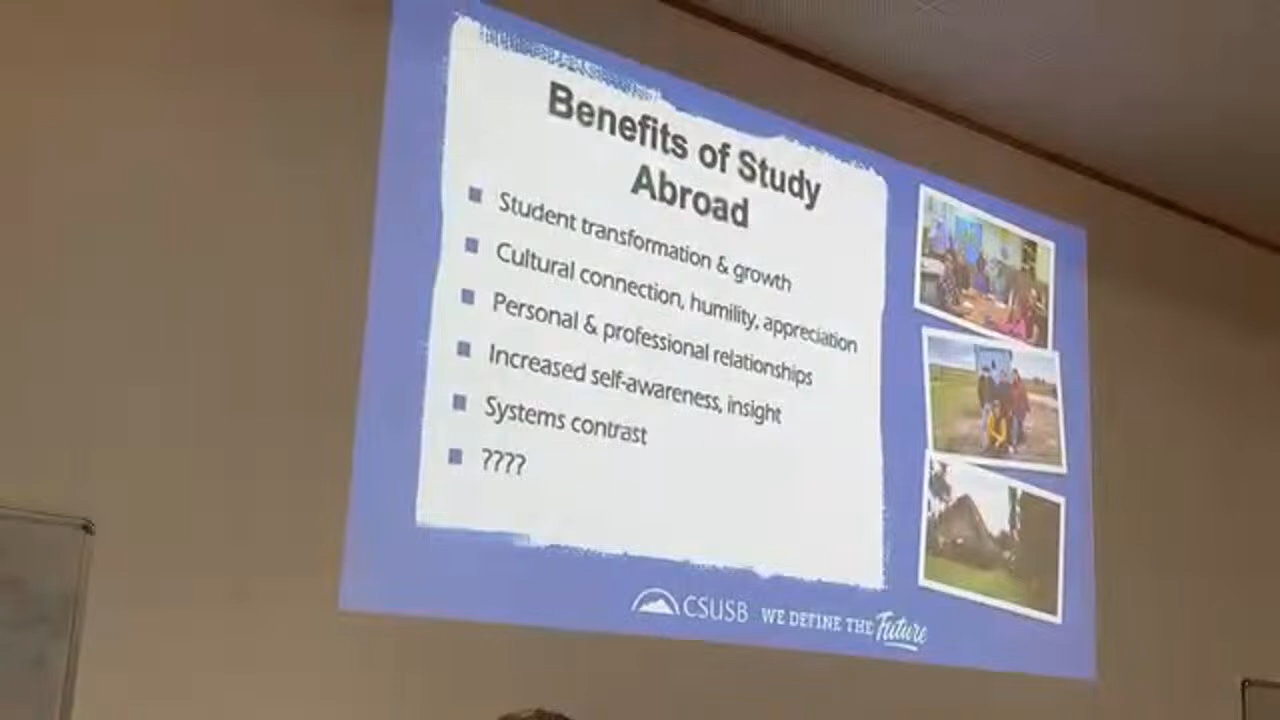 Benefits of Study
Abroad
Student transformation & growth
Cultural connection, humility, appreciation
Personal & professional relationships
Increased self-awareness, insight
Systems contrast
????
CSUSB WE DEFINE THE Future